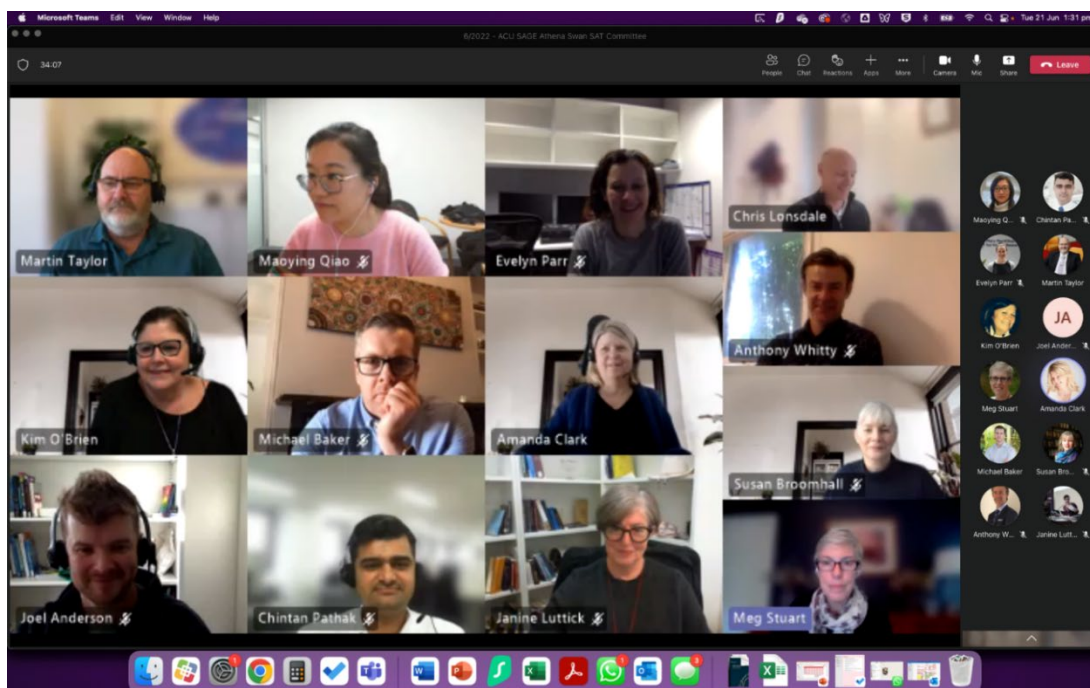 Microsoft Teams Edit View Window Help Tue 21 Jun 1:31 pm
6/2022 - ACU SAGE Athena Swan SAT Committee
34:07
People Chat Reactions Apps More Camera Mic Share Leave
Martin Taylor
Maoying Qiao
Evelyn Parr
Chris Lonsdale
Anthony Whitty
Kim O'Brien
Michael Baker
Amanda Clark
Susan Broomhall
Joel Anderson
Chintan Pathak
Janine Luttick
Meg Stuart
Maoying Q... Chintan Pa...
Evelyn Parr Martin Taylor
JA
Kim O'Brien Joel Ander...
Meg Stuart Amanda Clark
Michael Baker Susan Bro...
Anthony W... Janine Lutt...